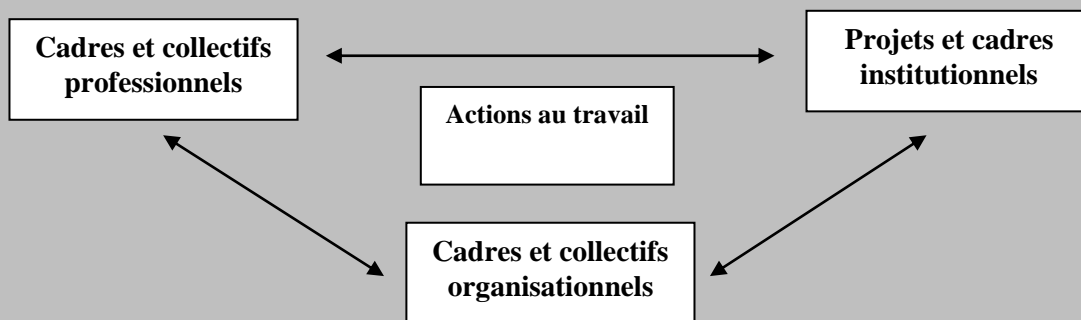 Cadres et collectifs
professionnels
Projets et cadres
institutionnels
Actions au travail
Cadres et collectifs
organisationnels